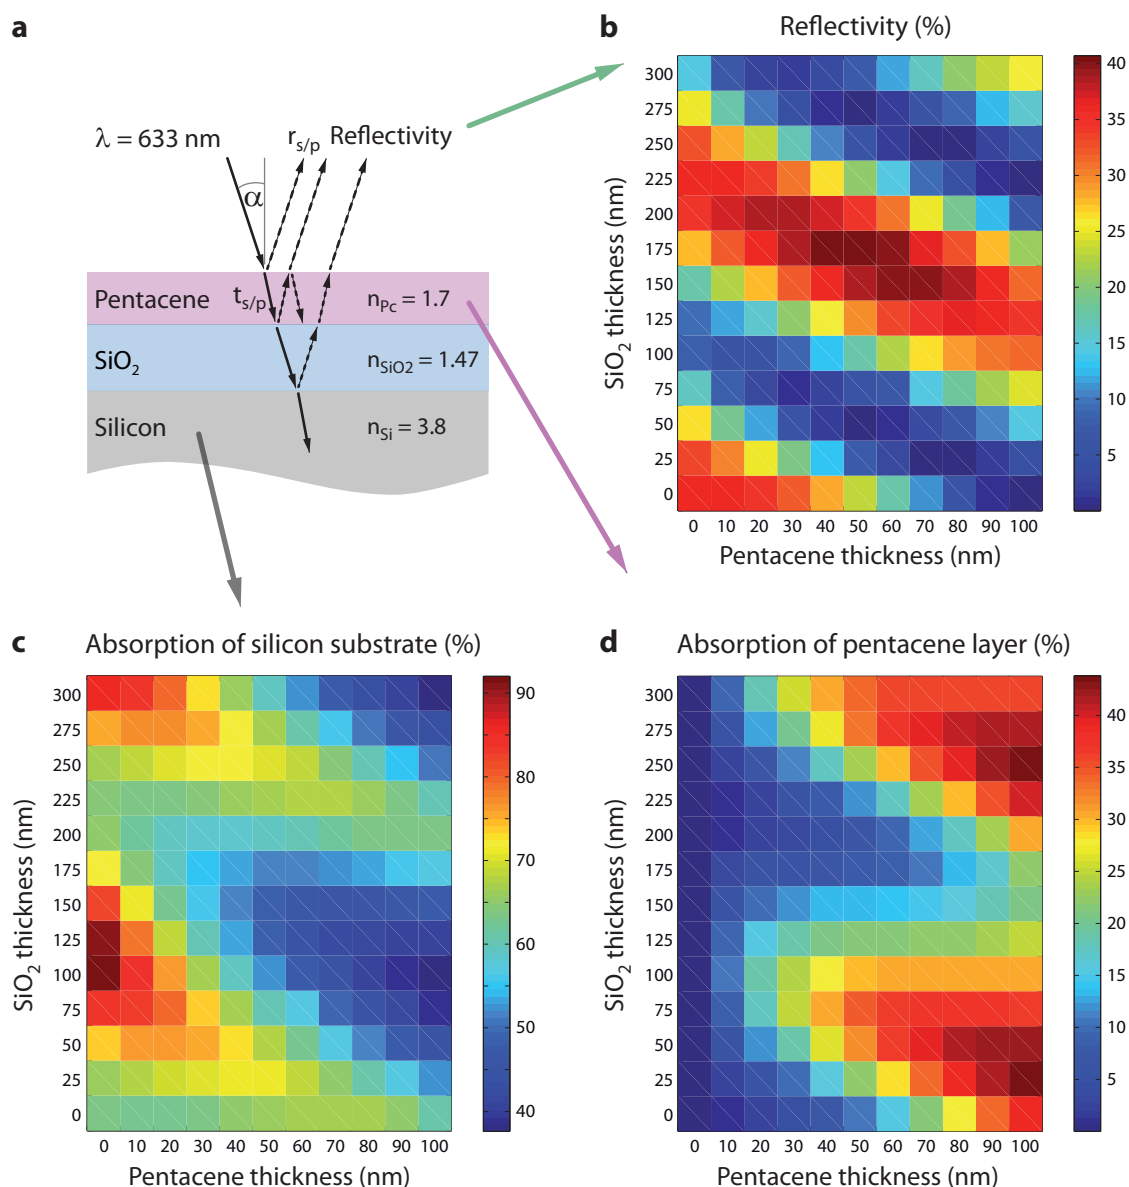 a
λ = 633 nm
r_s/p Reflectivity
α
Pentacene
t_s/p
n_Pc = 1.7
SiO₂
n_SiO2 = 1.47
Silicon
n_Si = 3.8
b
Reflectivity (%)
SiO₂ thickness (nm)
300
275
250
225
200
175
150
125
100
75
50
25
0
0 10 20 30 40 50 60 70 80 90 100
Pentacene thickness (nm)
40
35
30
25
20
15
10
5
c
Absorption of silicon substrate (%)
SiO₂ thickness (nm)
300
275
250
225
200
175
150
125
100
75
50
25
0
0 10 20 30 40 50 60 70 80 90 100
Pentacene thickness (nm)
90
80
70
60
50
40
d
Absorption of pentacene layer (%)
SiO₂ thickness (nm)
300
275
250
225
200
175
150
125
100
75
50
25
0
0 10 20 30 40 50 60 70 80 90 100
Pentacene thickness (nm)
40
35
30
25
20
15
10
5